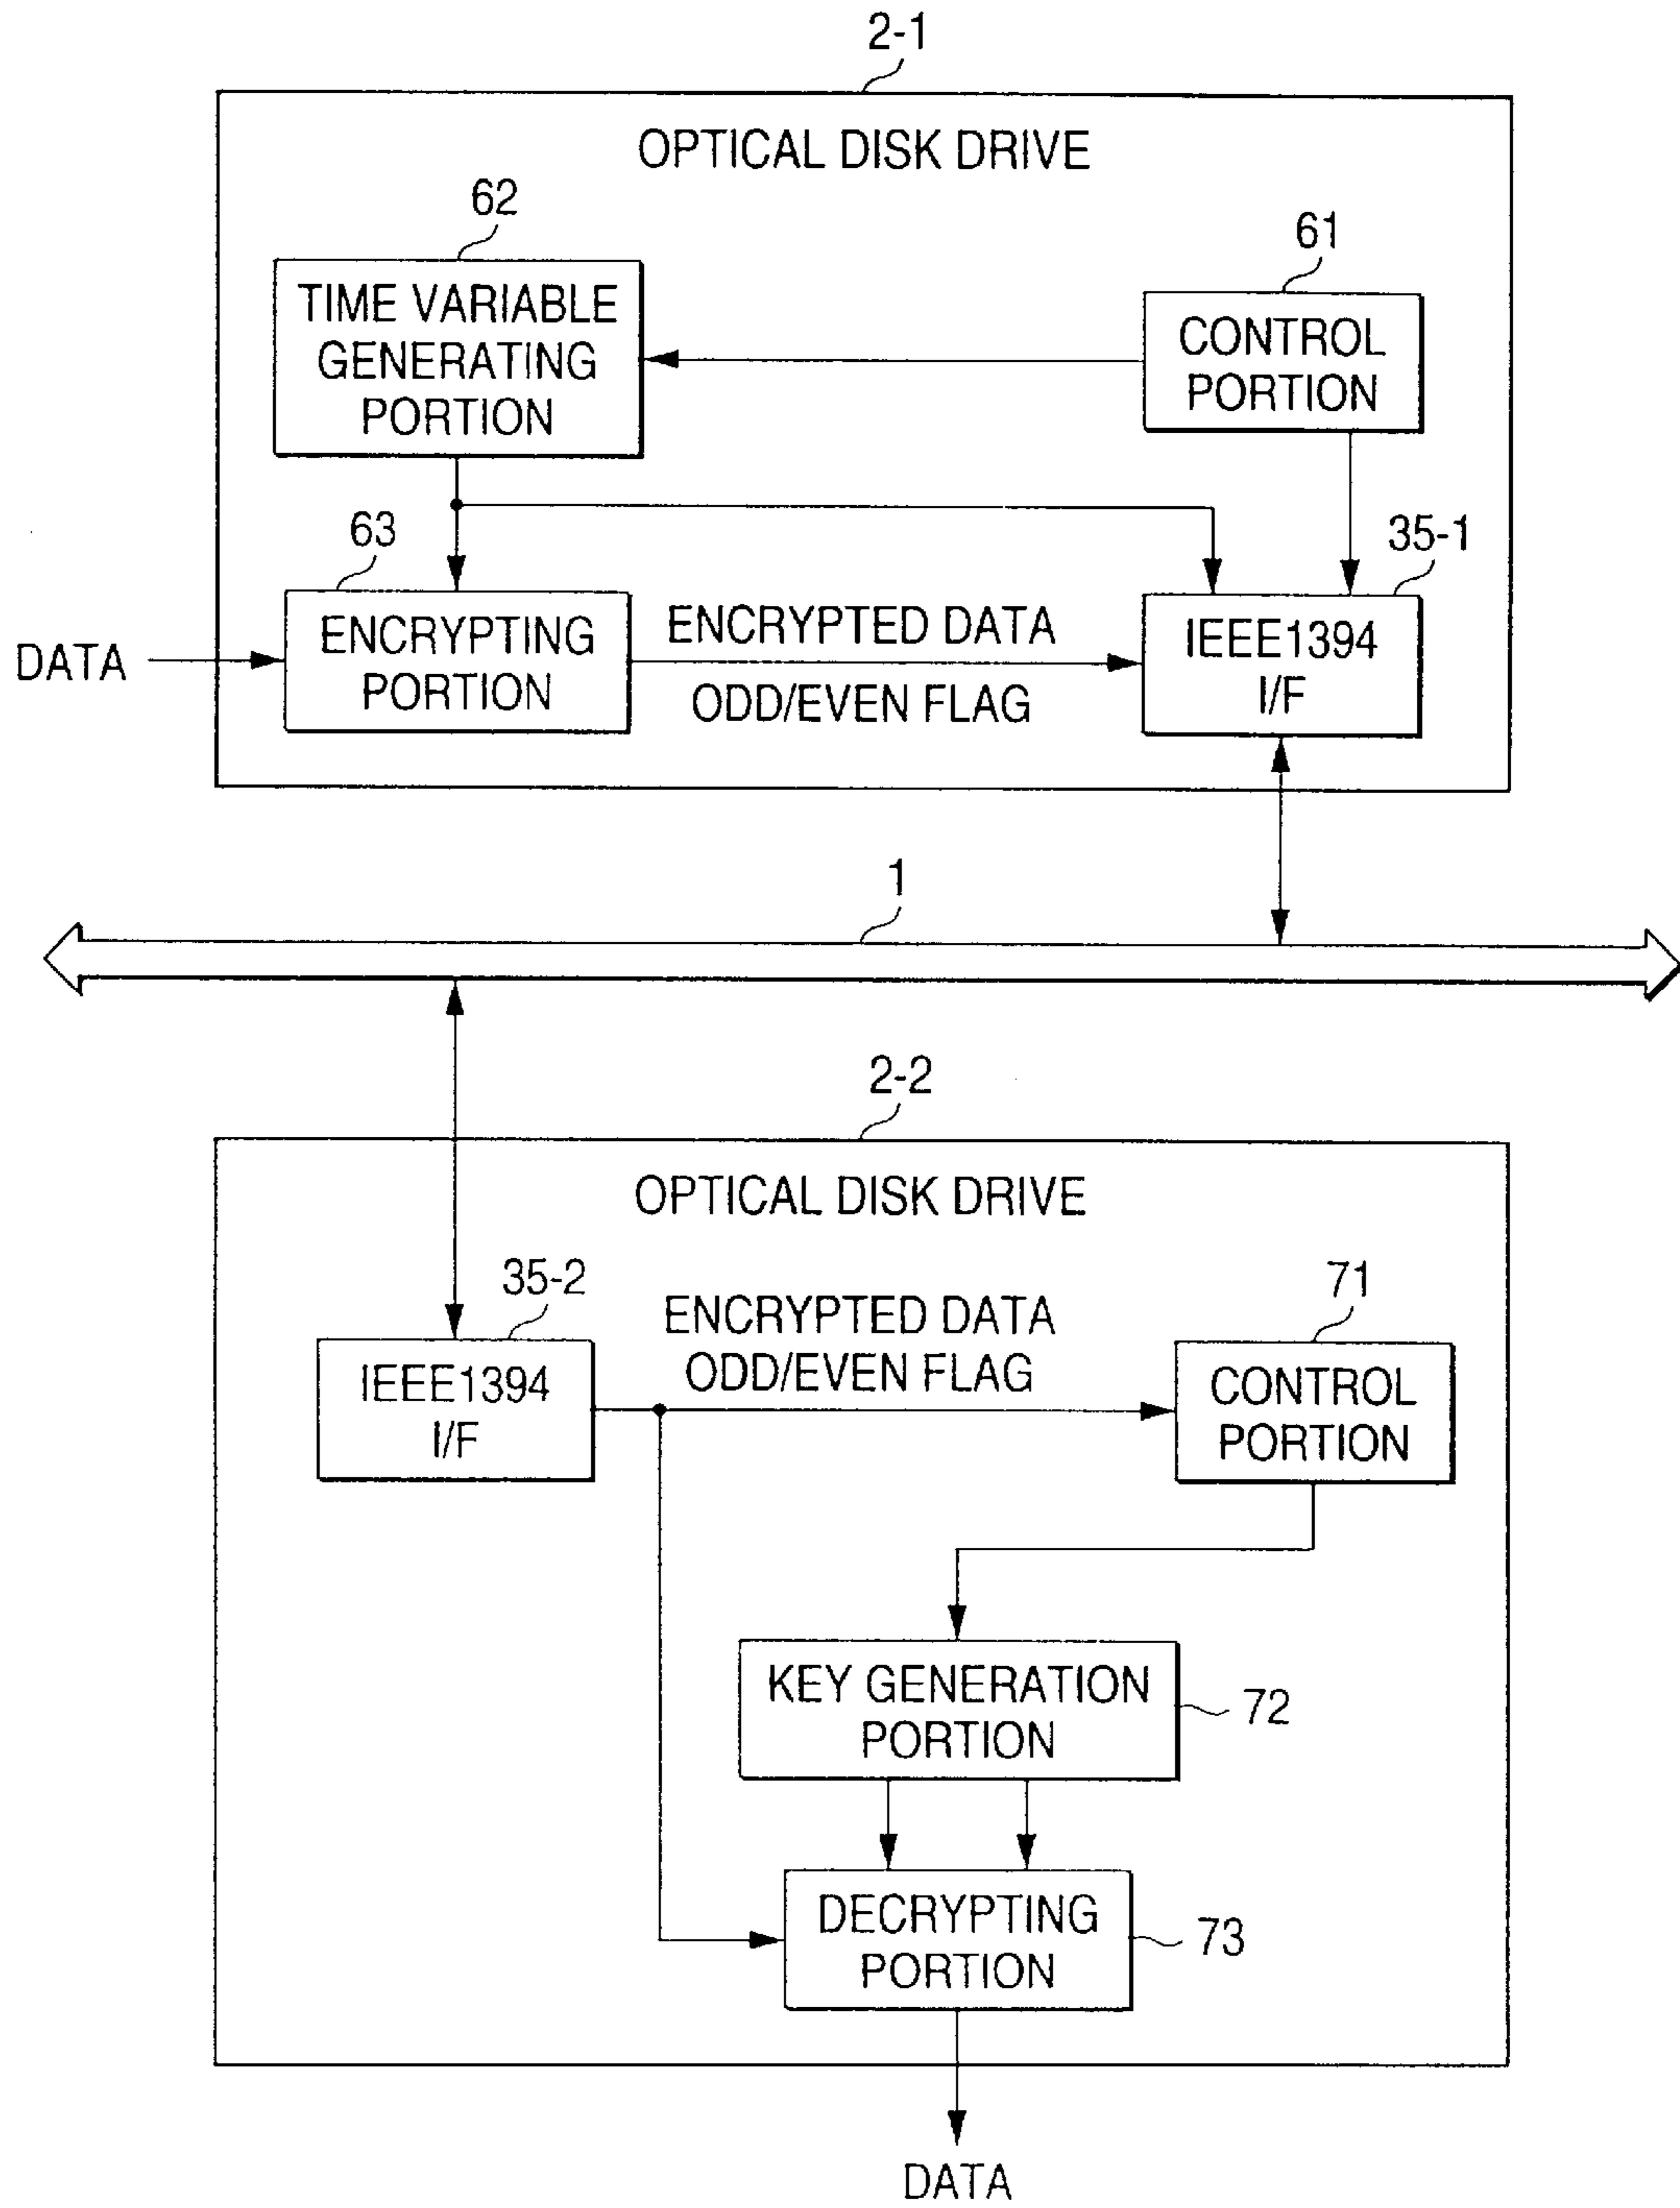 2-1
OPTICAL DISK DRIVE
62
TIME VARIABLE
GENERATING
PORTION
61
CONTROL
PORTION
63
35-1
DATA
ENCRYPTING
PORTION
ENCRYPTED DATA
ODD/EVEN FLAG
IEEE1394
I/F
1
2-2
OPTICAL DISK DRIVE
35-2
IEEE1394
I/F
ENCRYPTED DATA
ODD/EVEN FLAG
71
CONTROL
PORTION
KEY GENERATION
PORTION
72
DECRYPTING
PORTION
73
DATA